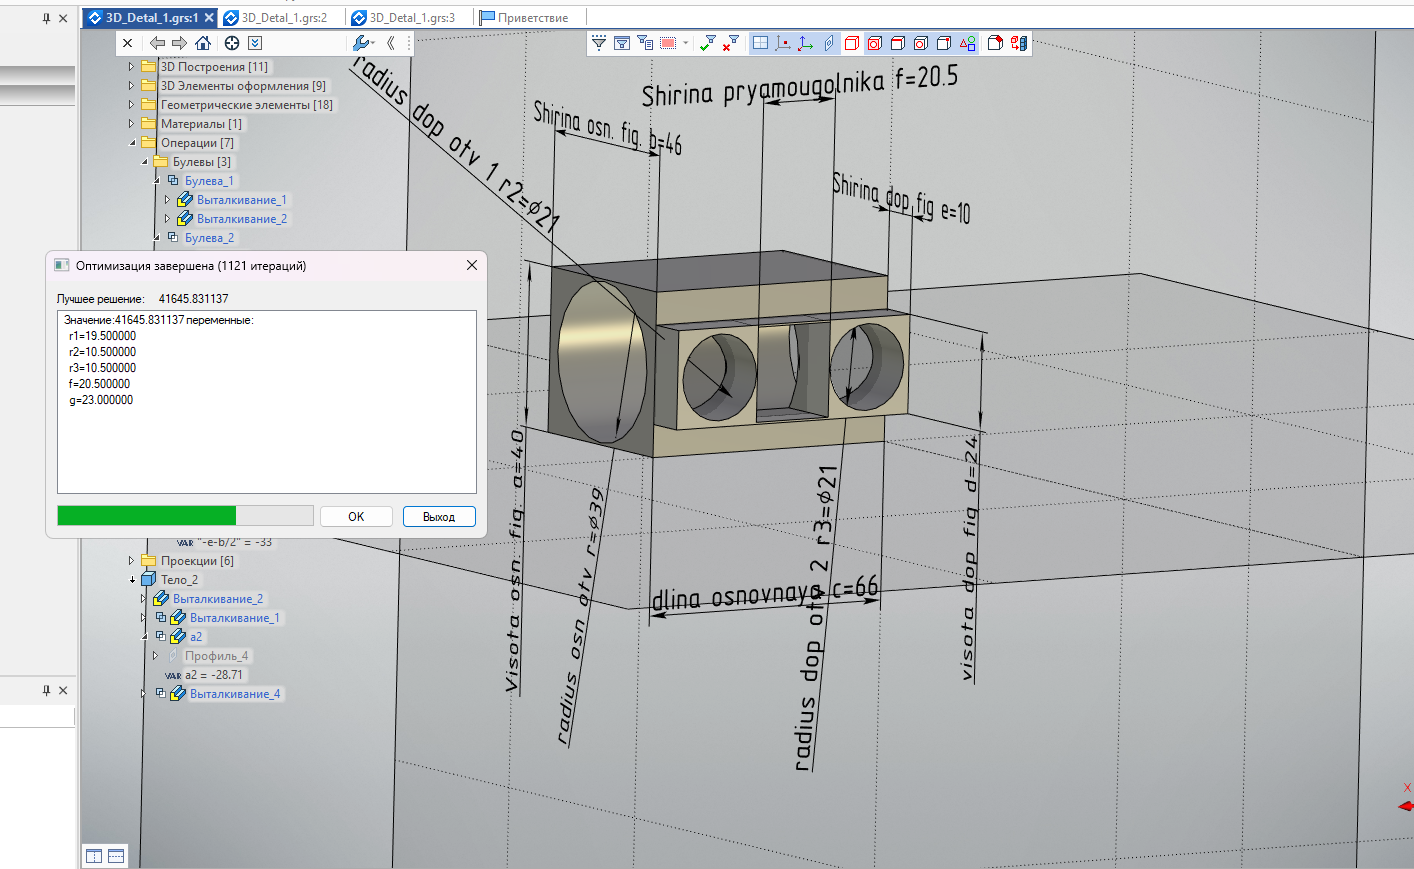 3D_Detal_1.grs:1
3D_Detal_1.grs:2
3D_Detal_1.grs:3
Приветствие
3D Построения [11]
3D Элементы оформления [9]
Геометрические элементы [18]
Материалы [1]
Операции [7]
Булевы [3]
Булева_1
Выталкивание_1
Выталкивание_2
Булева_2
Оптимизация завершена (1121 итераций)
Лучшее решение: 41645.831137
Значение:41645.831137 переменные:
r1=19.500000
r2=10.500000
r3=10.500000
f=20.500000
g=23.000000
OK
Выход
VAR "-e-b/2" = -33
Проекции [6]
Тело_2
Выталкивание_2
Выталкивание_1
a2
Профиль_4
VAR a2 = -28.71
Выталкивание_4
radius dop otv 1 r2=⌀21
Shirina osn. fig. b=46
Shirina pryamougolnika f=20.5
Shirina dop fig e=10
Visota osn. fig. a=40
radius osn otv r=⌀39
dlina osnovnaya c=66
radius dop otv 2 r3=⌀21
visota dop fig d=24
X